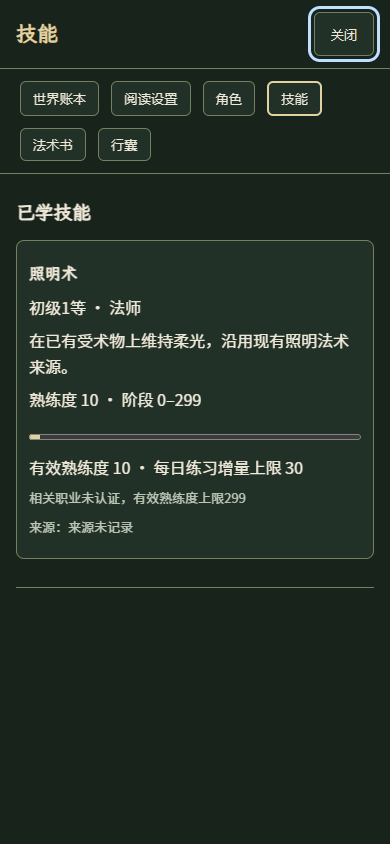 技能
关闭
世界账本
阅读设置
角色
技能
法术书
行囊
已学技能
照明术
初级1等 · 法师
在已有受术物上维持柔光，沿用现有照明法术
来源。
熟练度 10 · 阶段 0–299
有效熟练度 10 · 每日练习增量上限 30
相关职业未认证，有效熟练度上限299
来源：来源未记录